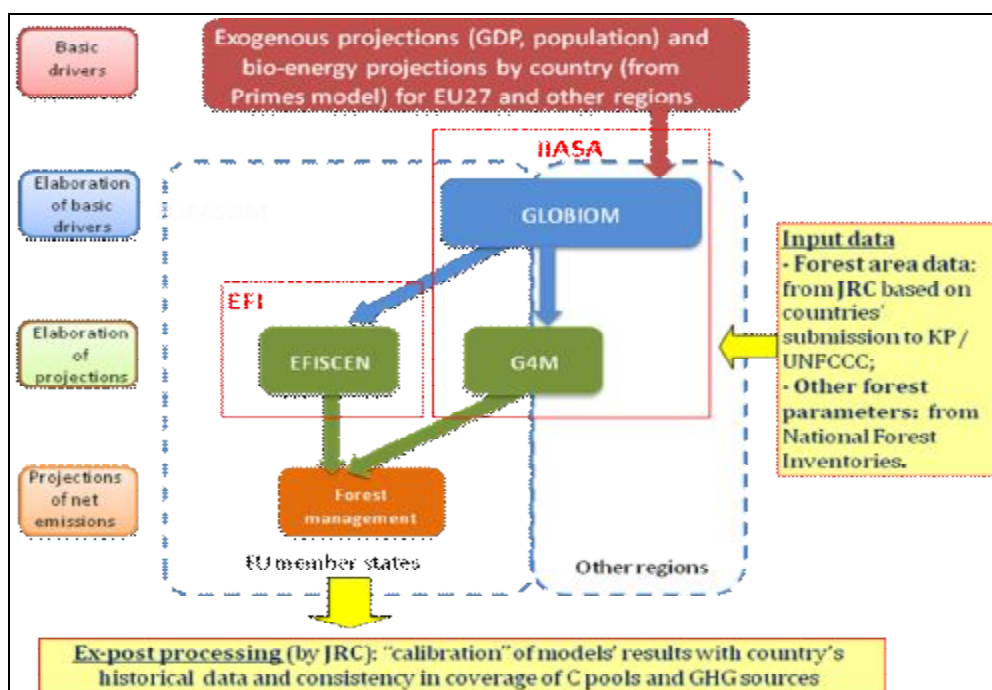 Basic
drivers
Exogenous projections (GDP, population) and
bio-energy projections by country (from
Primes model) for EU27 and other regions
IIASA
Elaboration
of basic
drivers
GLOBIOM
Input data
- Forest area data:
from JRC based on
countries'
submission to KP/
UNFCCC;
- Other forest
parameters: from
National Forest
Inventories.
EFI
Elaboration
of
projections
EFISCEN
G4M
Projections
of net
emissions
Forest
management
EU member states
Other regions
Ex-post processing (by JRC): "calibration" of models' results with country's
historical data and consistency in coverage of C pools and GHG sources